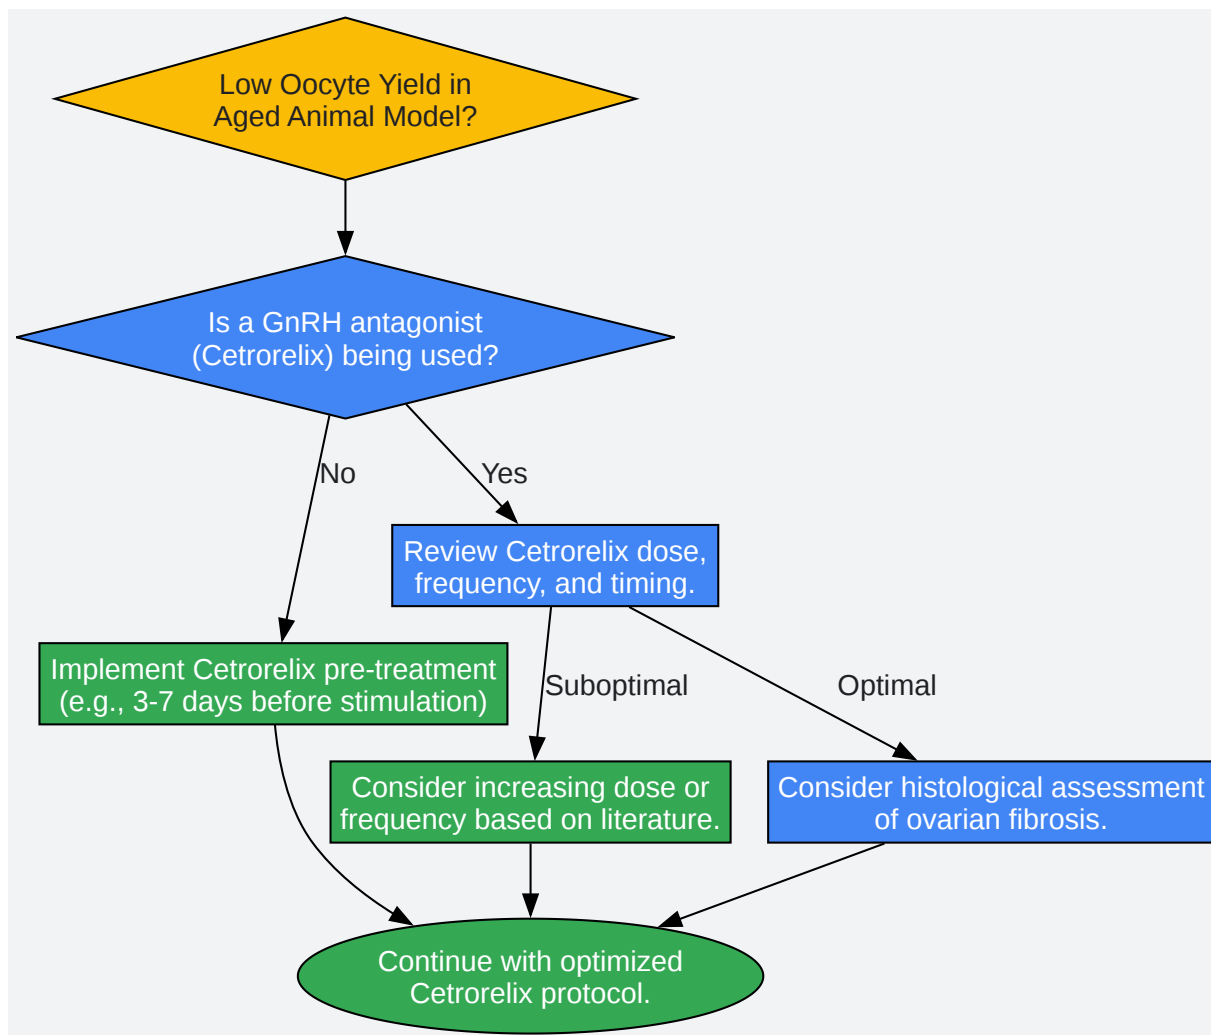 Low Oocyte Yield in
Aged Animal Model?
Is a GnRH antagonist
(Cetrorelix) being used?
No
Yes
Review Cetrorelix dose,
frequency, and timing.
Implement Cetrorelix pre-treatment
(e.g., 3-7 days before stimulation)
Suboptimal
Optimal
Consider increasing dose or
frequency based on literature.
Consider histological assessment
of ovarian fibrosis.
Continue with optimized
Cetrorelix protocol.